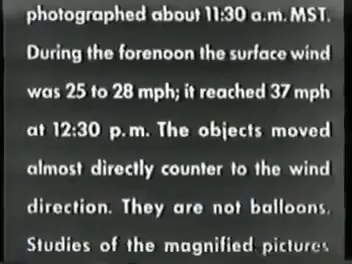 photographed about 11:30 a.m. MST.
During the forenoon the surface wind
was 25 to 28 mph; it reached 37 mph
at 12:30 p.m. The objects moved
almost directly counter to the wind
direction. They are not balloons.
Studies of the magnified pictures